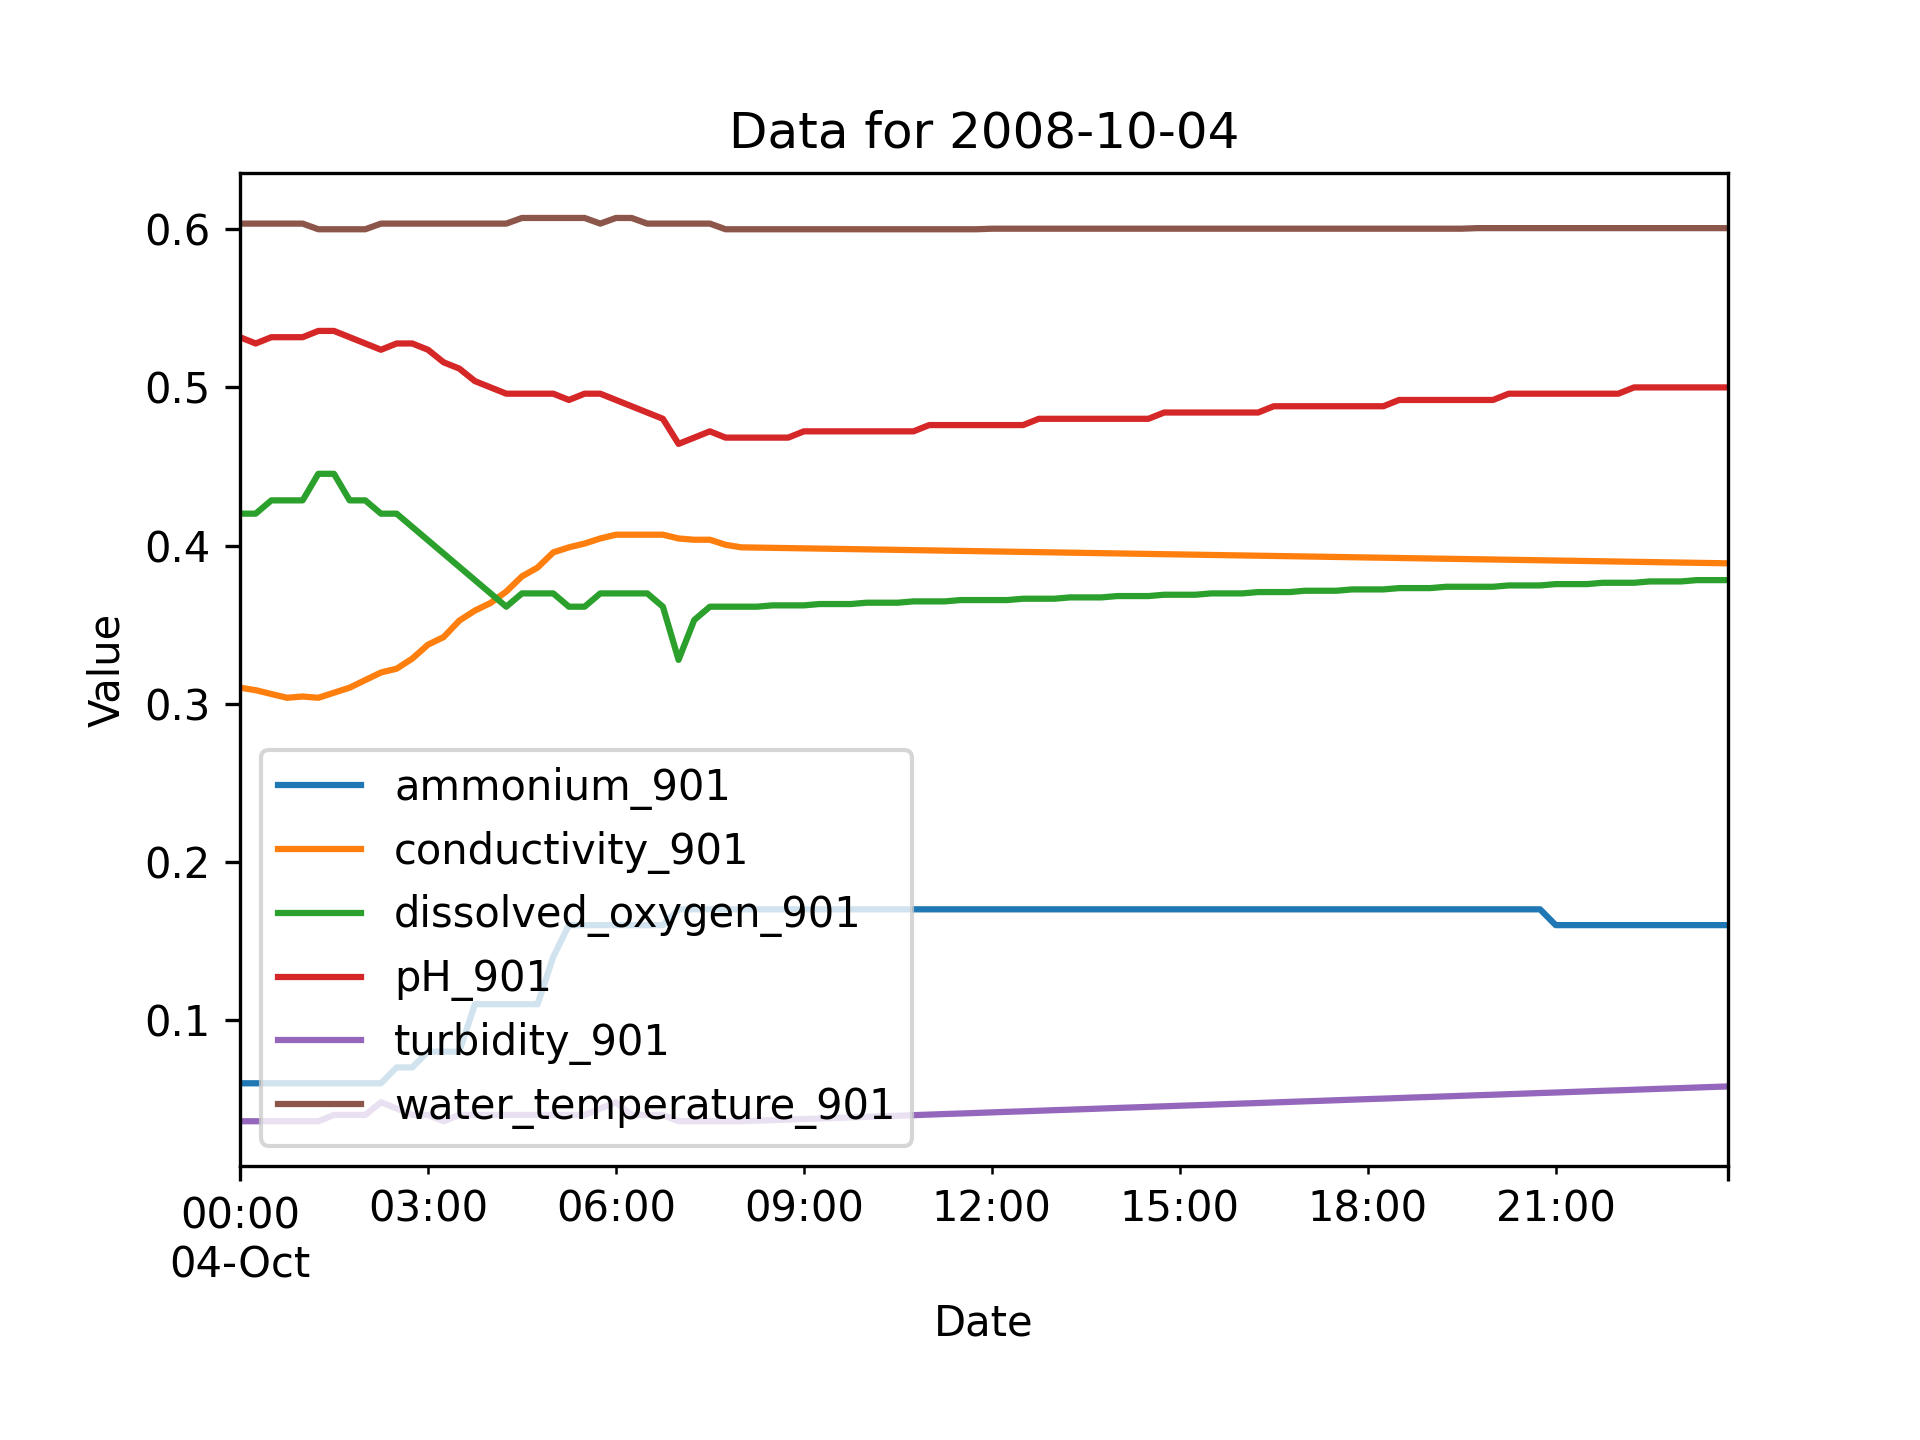 Data for 2008-10-04
Value
0.6
0.5
0.4
0.3
0.2
0.1
ammonium_901
conductivity_901
dissolved_oxygen_901
pH_901
turbidity_901
water_temperature_901
00:00 03:00 06:00 09:00 12:00 15:00 18:00 21:00
04-Oct
Date